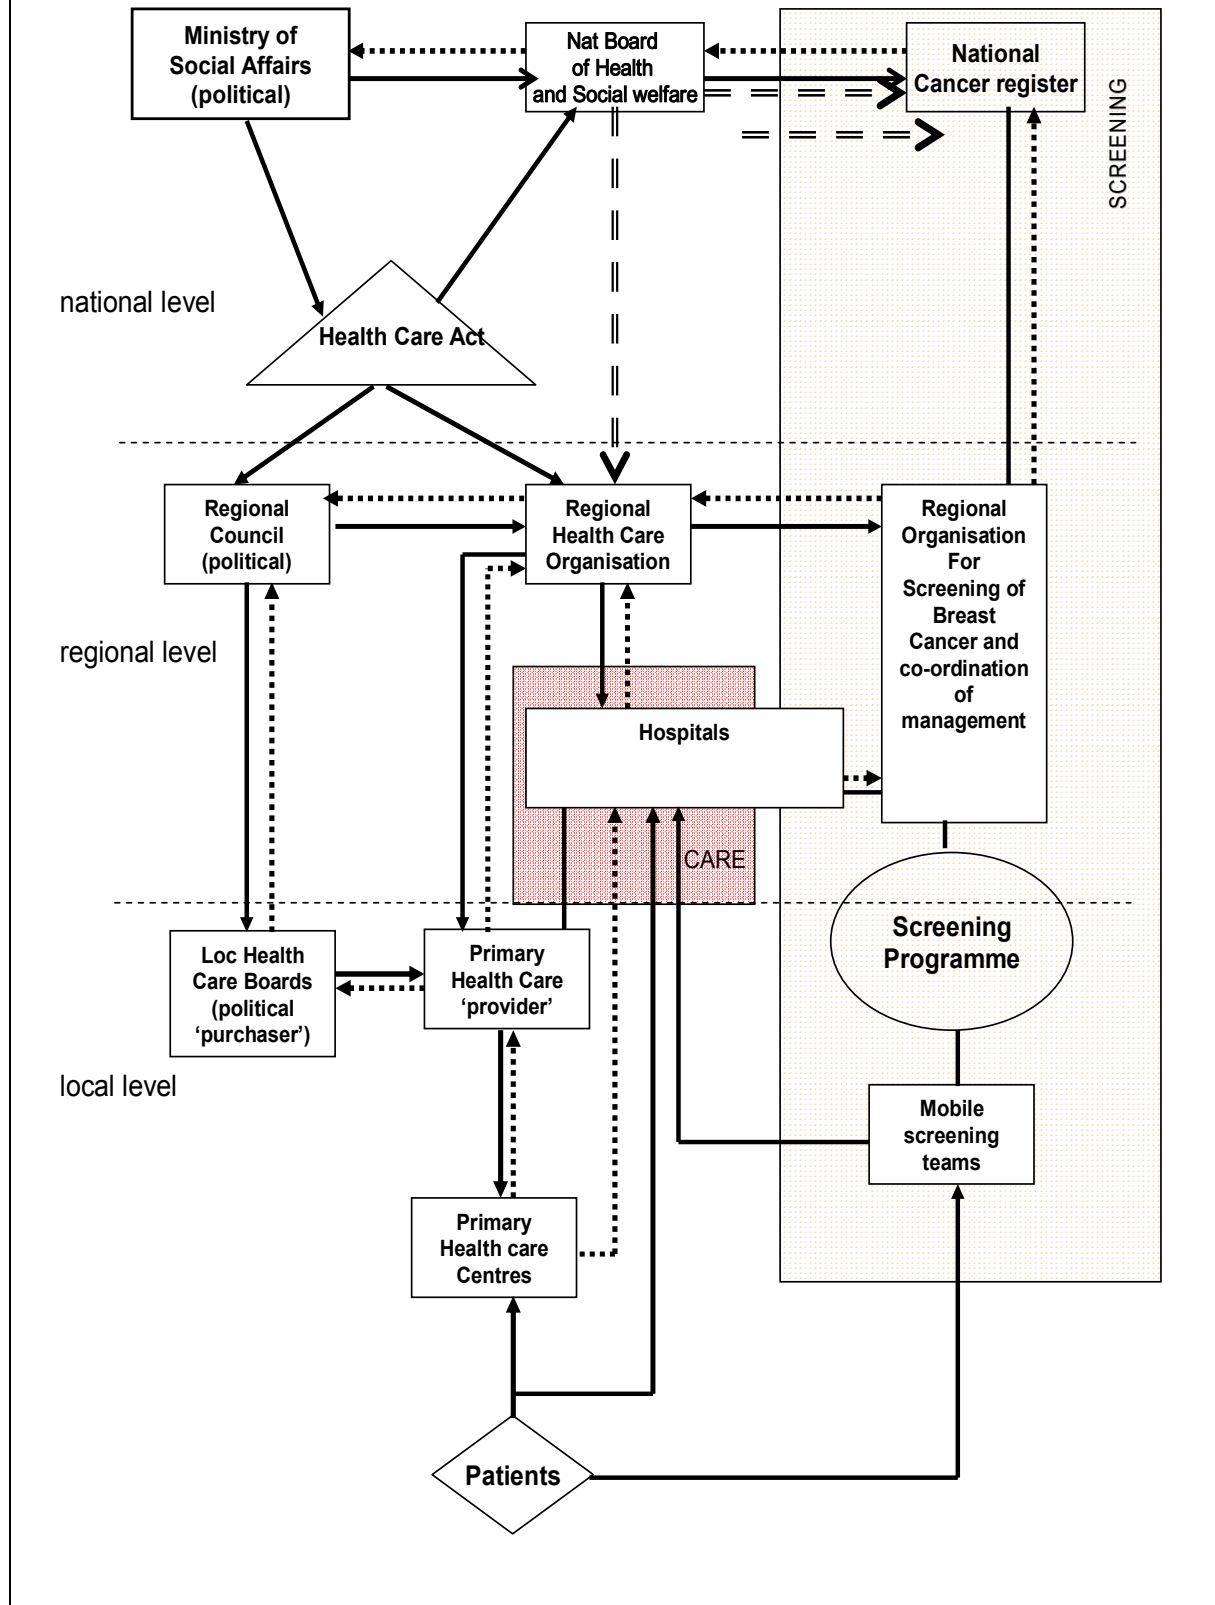 Ministry of
Social Affairs
(political)
Nat Board
of Health
and Social welfare
National
Cancer register
SCREENING
national level
Health Care Act
Regional
Council
(political)
Regional
Health Care
Organisation
Regional
Organisation
For
Screening of
Breast
Cancer and
co-ordination
of
management
regional level
Hospitals
CARE
Loc Health
Care Boards
(political
‘purchaser’)
Primary
Health Care
‘provider’
Screening
Programme
local level
Mobile
screening
teams
Primary
Health care
Centres
Patients